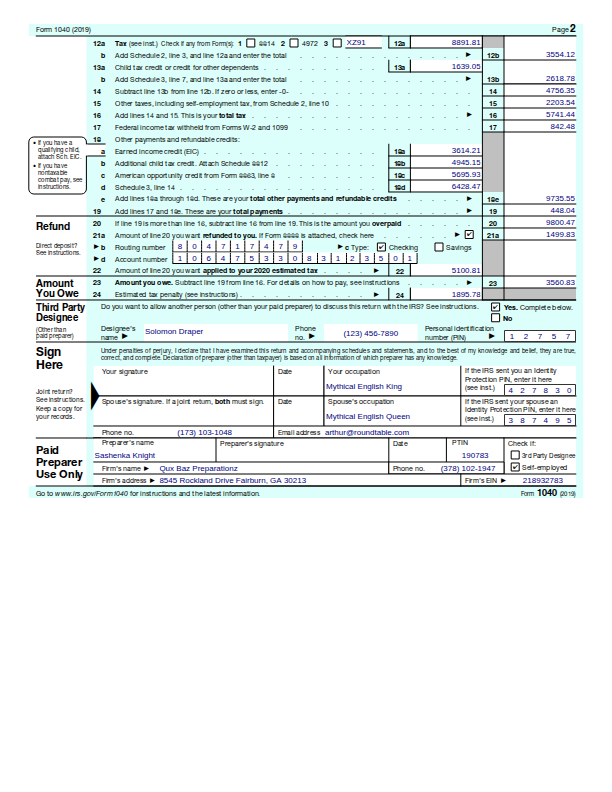 Form 1040 (2019) Page 2
12a Tax (see inst.) Check if any from Form(s): 1 8814 2 4972 3 XZ91 12a 8891.81
b Add Schedule 2, line 3, and line 12a and enter the total 12b 3554.12
13a Child tax credit or credit for other dependents 13a 1639.05
b Add Schedule 3, line 7, and line 13a and enter the total 13b 2618.78
14 Subtract line 13b from line 12b. If zero or less, enter -0- 14 4756.35
15 Other taxes, including self-employment tax, from Schedule 2, line 10 15 2203.54
16 Add lines 14 and 15. This is your total tax 16 5741.44
17 Federal income tax withheld from Forms W-2 and 1099 17 842.48
18 Other payments and refundable credits:
• If you have a qualifying child, attach Sch. EIC.
• If you have nontaxable combat pay, see instructions.
a Earned income credit (EIC) 18a 3614.21
b Additional child tax credit. Attach Schedule 8812 18b 4945.15
c American opportunity credit from Form 8863, line 8 18c 5695.93
d Schedule 3, line 14 18d 6428.47
e Add lines 18a through 18d. These are your total other payments and refundable credits 18e 9735.55
19 Add lines 17 and 18e. These are your total payments 19 448.04
Refund
20 If line 19 is more than line 16, subtract line 16 from line 19. This is the amount you overpaid 20 9800.47
21a Amount of line 20 you want refunded to you. If Form 8888 is attached, check here ✔ 21a 1499.83
Direct deposit? See instructions.
b Routing number 8 0 4 7 1 7 4 7 9 c Type: ✔ Checking Savings
d Account number 1 0 6 4 7 5 3 3 0 8 3 1 2 3 5 0 1
22 Amount of line 20 you want applied to your 2020 estimated tax 22 5100.81
Amount You Owe
23 Amount you owe. Subtract line 19 from line 16. For details on how to pay, see instructions 23 3560.83
24 Estimated tax penalty (see instructions) 24 1895.78
Third Party Designee
(Other than paid preparer)
Do you want to allow another person (other than your paid preparer) to discuss this return with the IRS? See instructions. ✔ Yes. Complete below.
No
Designee's name Solomon Draper Phone no. (123) 456-7890 Personal identification number (PIN) 1 2 7 5 7
Sign Here
Under penalties of perjury, I declare that I have examined this return and accompanying schedules and statements, and to the best of my knowledge and belief, they are true,
correct, and complete. Declaration of preparer (other than taxpayer) is based on all information of which preparer has any knowledge.
Joint return? See instructions. Keep a copy for your records.
Your signature Date Your occupation Mythical English King If the IRS sent you an Identity Protection PIN, enter it here (see inst.) 4 2 7 8 3 0
Spouse's signature. If a joint return, both must sign. Date Spouse's occupation Mythical English Queen If the IRS sent your spouse an Identity Protection PIN, enter it here (see inst.) 3 8 7 4 9 5
Phone no. (173) 103-1048 Email address arthur@roundtable.com
Paid Preparer Use Only
Preparer's name Sashenka Knight Preparer's signature Date PTIN 190783 Check if:
3rd Party Designee
✔ Self-employed
Firm's name Qux Baz Preparationz Phone no. (378) 102-1947
Firm's address 8545 Rockland Drive Fairburn, GA 30213 Firm's EIN 218932783
Go to www.irs.gov/Form1040 for instructions and the latest information. Form 1040 (2019)